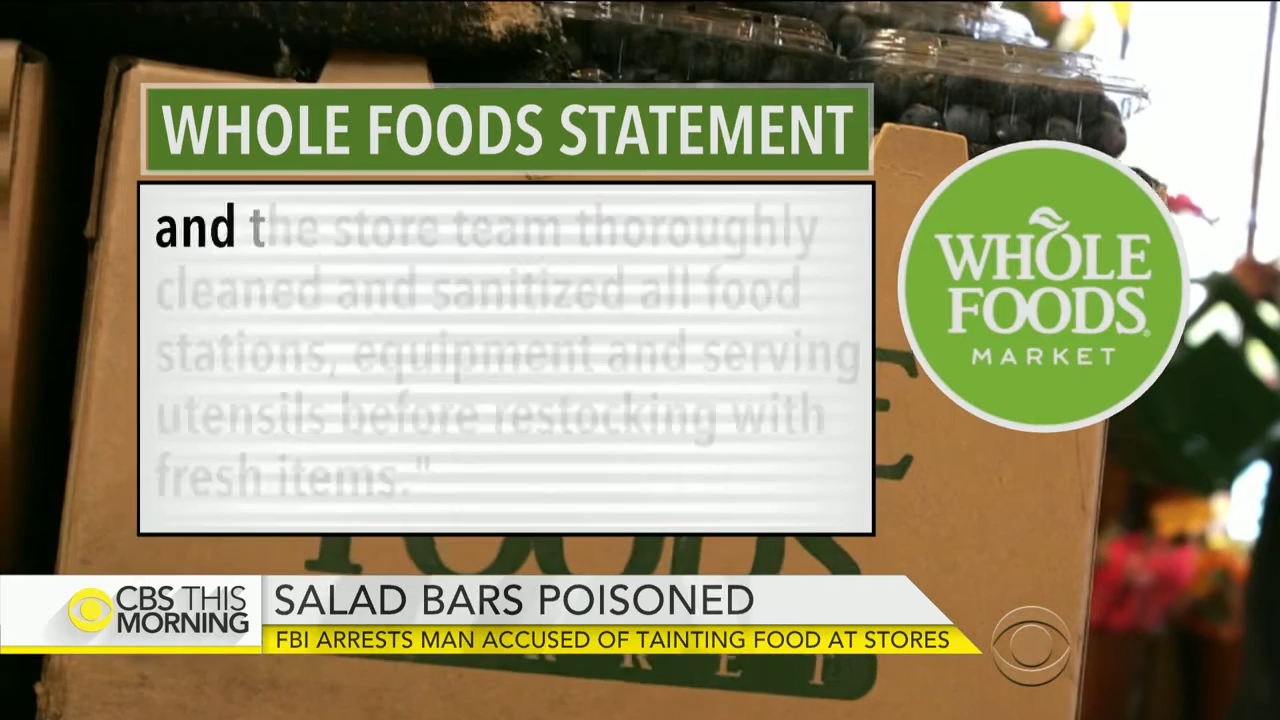 WHOLE FOODS STATEMENT
and the store team thoroughly
cleaned and sanitized all food
stations, equipment and serving
utensils before restocking with
fresh items."
WHOLE
FOODS
MARKET
E
FOODS
CBS THIS
MORNING
SALAD BARS POISONED
FBI ARRESTS MAN ACCUSED OF TAINTING FOOD AT STORES
R K E T